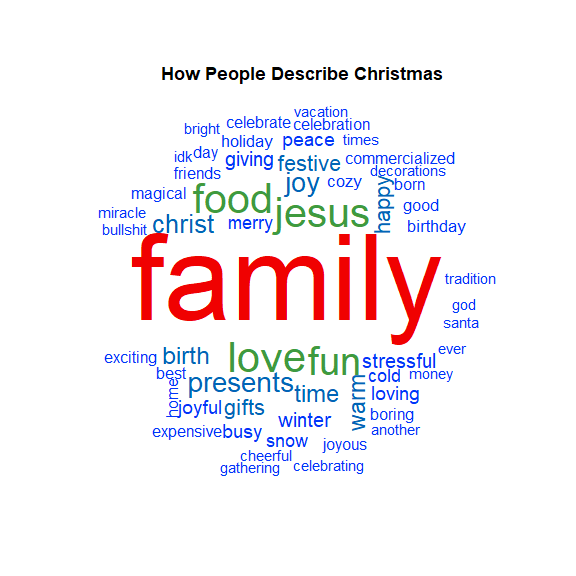 How People Describe Christmas
vacation
bright celebrate celebration
holiday peace times
idk day giving festive commercialized
friends joy cozy decorations
magical food happy born
miracle jesus good
bullshit christ merry birthday
family
tradition
god
santa
love fun ever
exciting birth stressful
best presents cold money
home time warm loving
joyful gifts boring
expensive busy winter another
snow joyous
cheerful
gathering celebrating